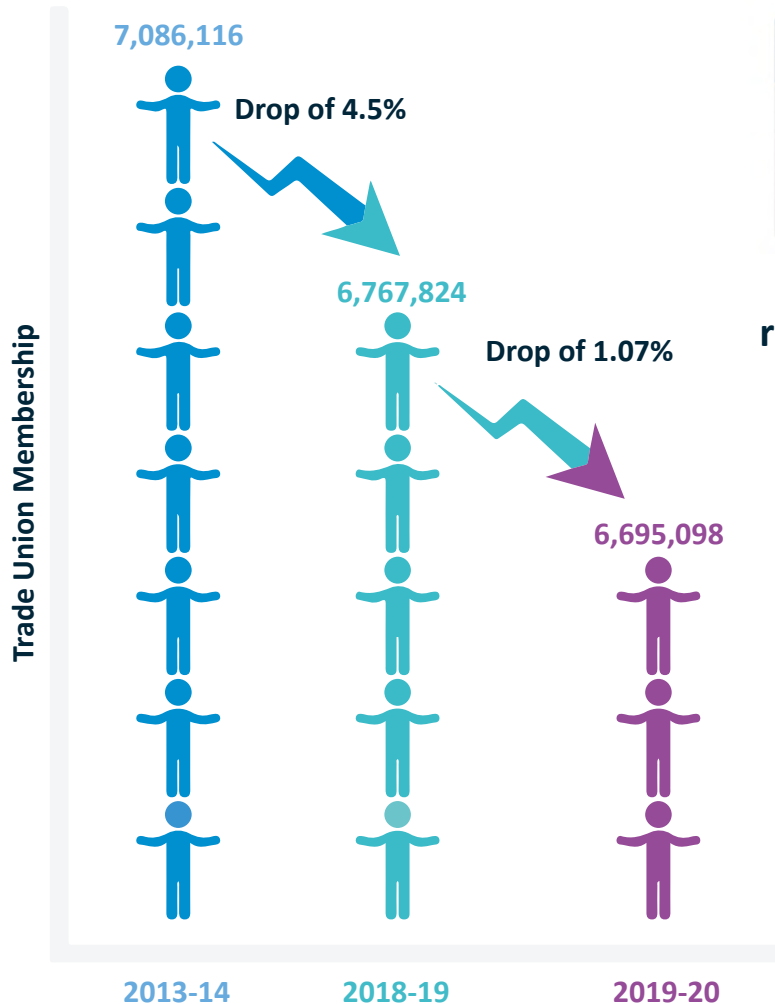 7,086,116
Drop of 4.5%
6,767,824
Drop of 1.07%
r
6,695,098
Trade Union Membership
2013-14
2018-19
2019-20